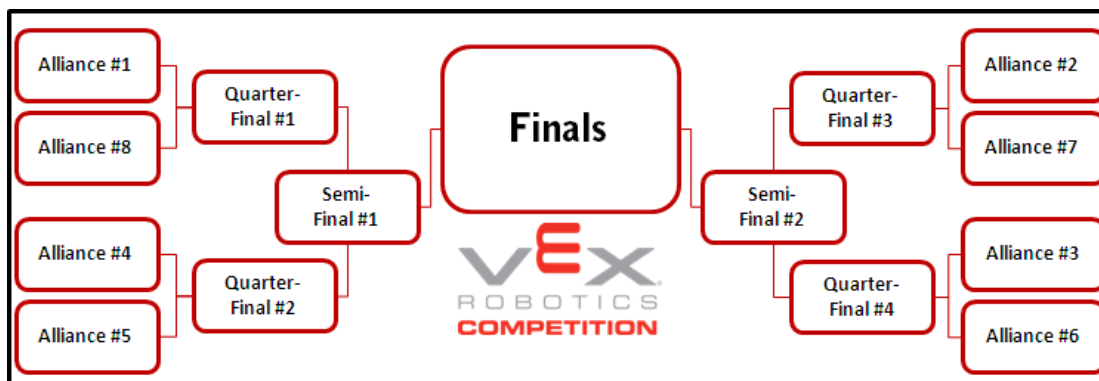 Alliance #1
Alliance #8
Alliance #4
Alliance #5
Quarter-
Final #1
Quarter-
Final #2
Semi-
Final #1
Finals
VEX
ROBOTICS
COMPETITION
Semi-
Final #2
Quarter-
Final #3
Quarter-
Final #4
Alliance #2
Alliance #7
Alliance #3
Alliance #6